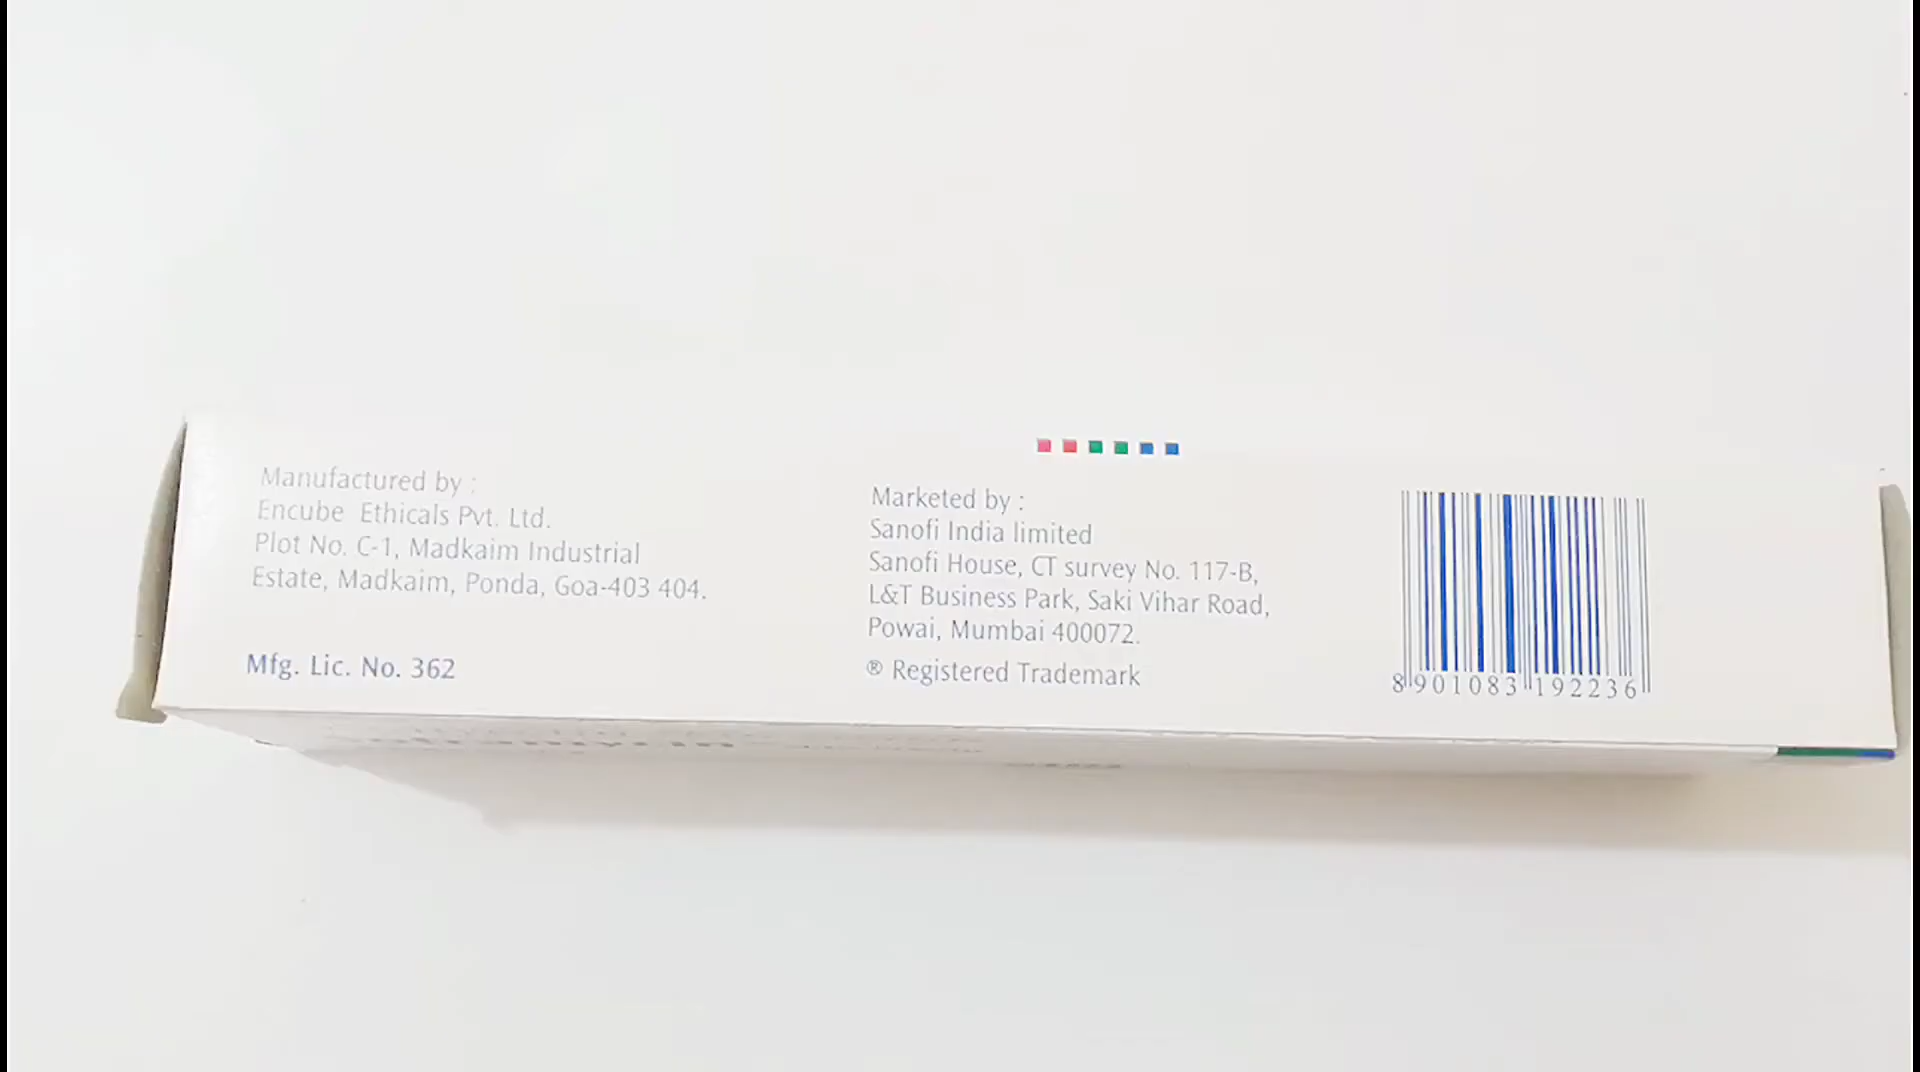 Manufactured by :
Encube Ethicals Pvt. Ltd.
Plot No. C-1, Madkaim Industrial
Estate, Madkaim, Ponda, Goa-403 404.
Mfg. Lic. No. 362
Marketed by :
Sanofi India limited
Sanofi House, CT survey No. 117-B,
L&T Business Park, Saki Vihar Road,
Powai, Mumbai 400072.
® Registered Trademark
8 901083 192236